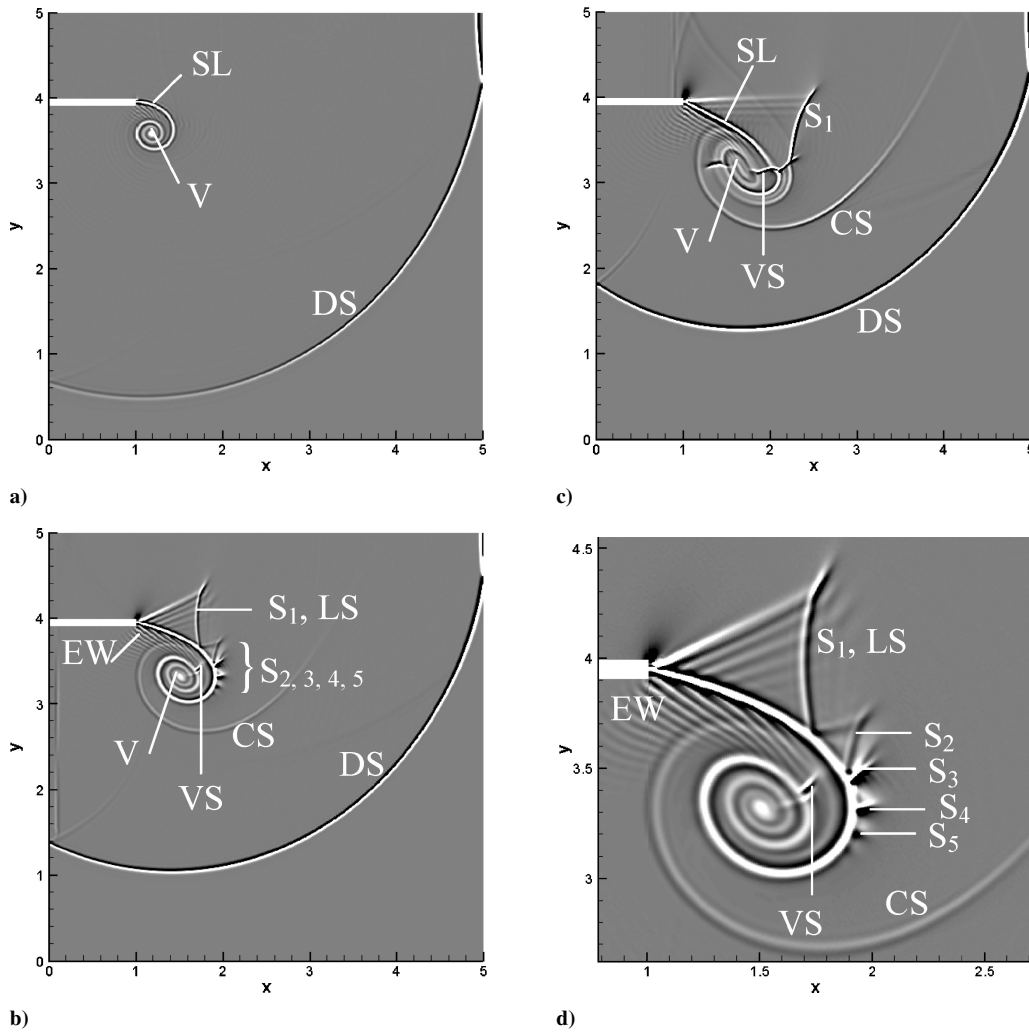 5
4
3
2
1
0
y
0 1 2 3 4 5
x
SL
V
DS
a)
5
4
3
2
1
0
y
0 1 2 3 4 5
x
SL
S1
V
VS
CS
DS
c)
5
4
3
2
1
0
y
0 1 2 3 4 5
x
S1, LS
EW
} S2, 3, 4, 5
CS
V
VS
DS
b)
4.5
4
3.5
3
y
1 1.5 2 2.5
x
S1, LS
EW
S2
S3
S4
S5
VS
CS
d)